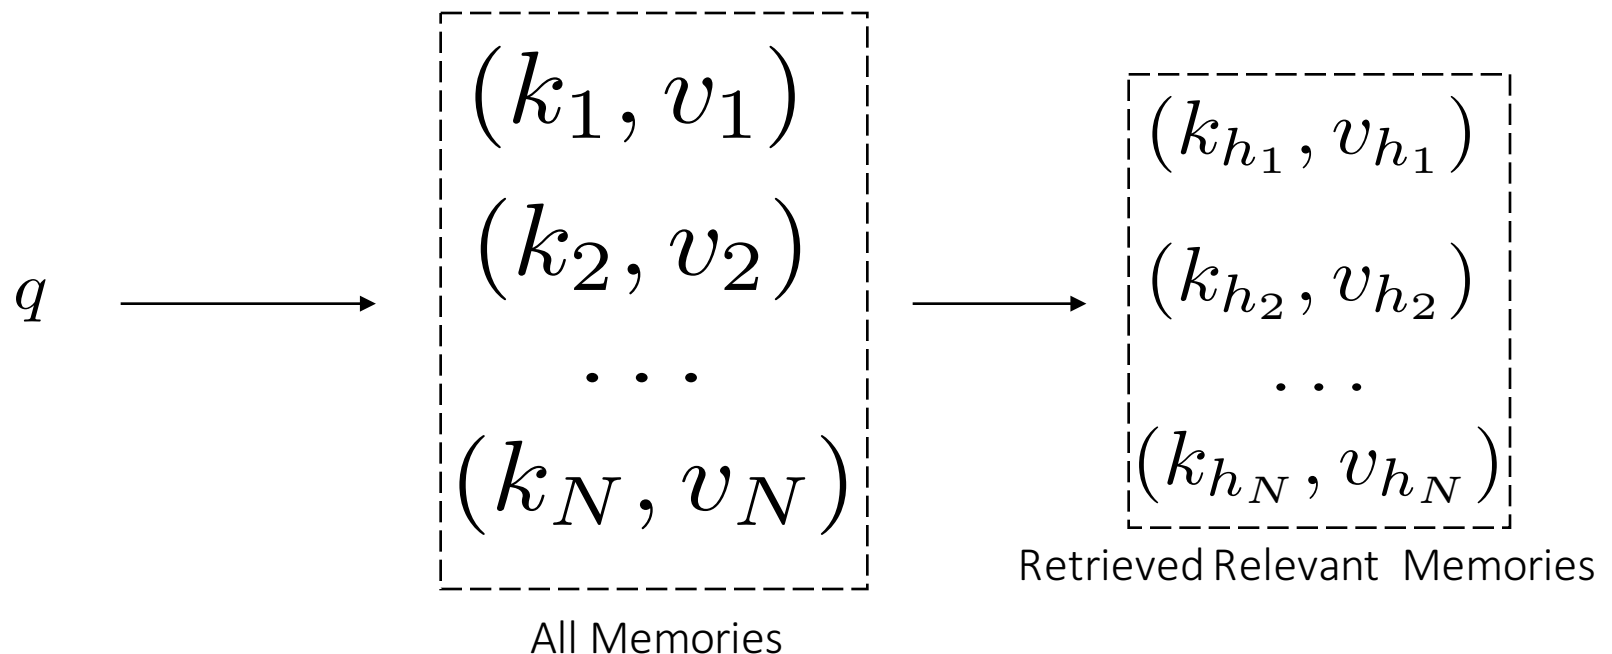 q
(k_1, v_1)
(k_2, v_2)
...
(k_N, v_N)
All Memories
(k_{h_1}, v_{h_1})
(k_{h_2}, v_{h_2})
...
(k_{h_N}, v_{h_N})
Retrieved Relevant Memories